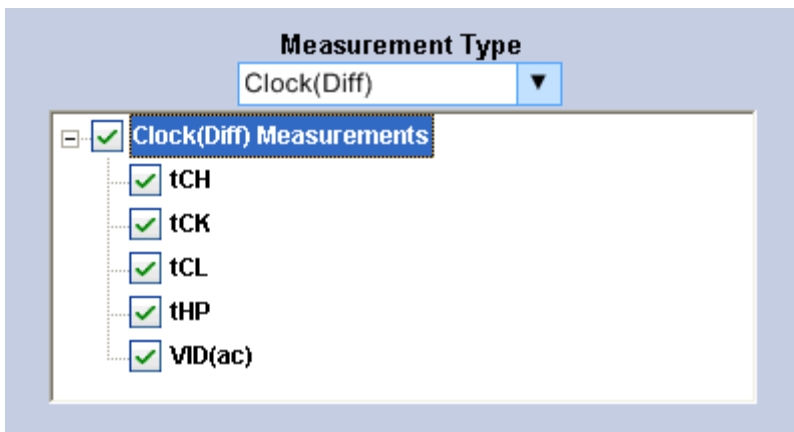 Measurement Type
Clock(Diff)
Clock(Diff) Measurements
tCH
tCK
tCL
tHP
VID(ac)